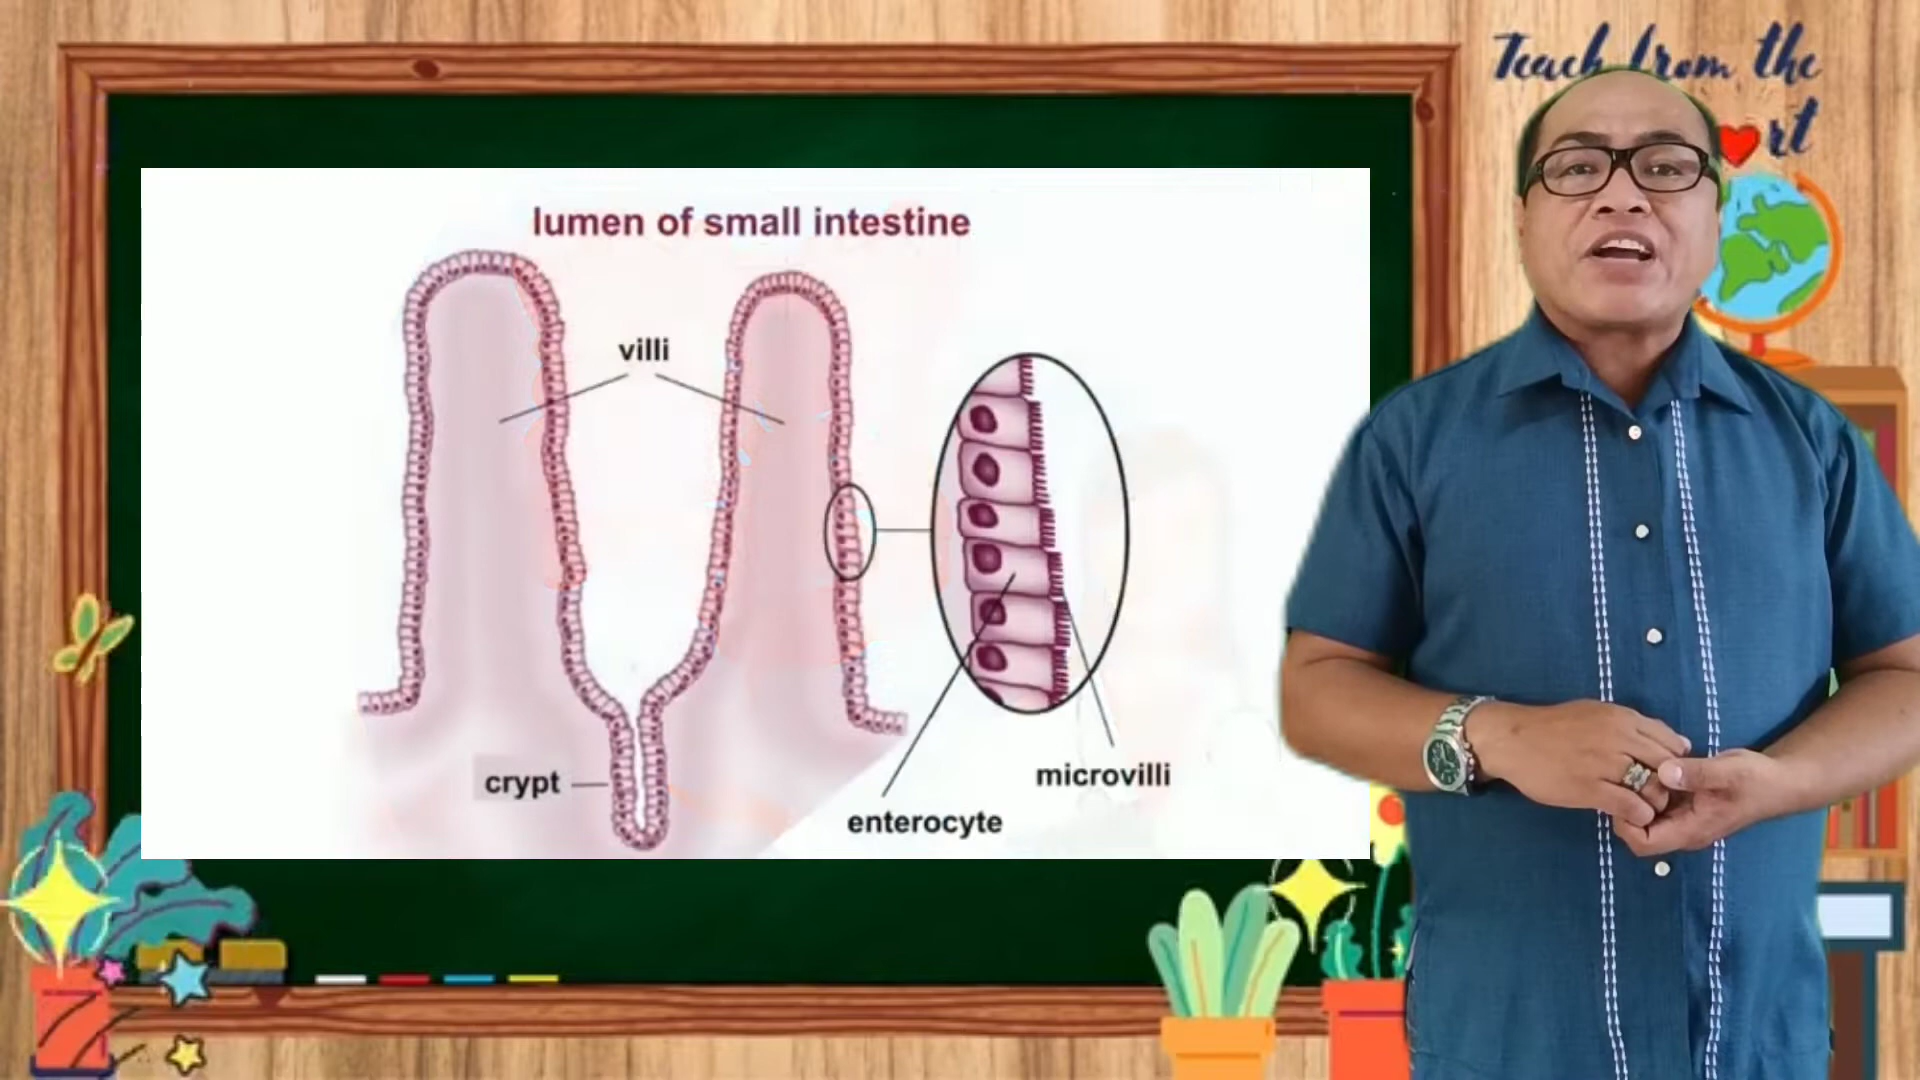 Teach from the
rt
lumen of small intestine
villi
crypt
microvilli
enterocyte